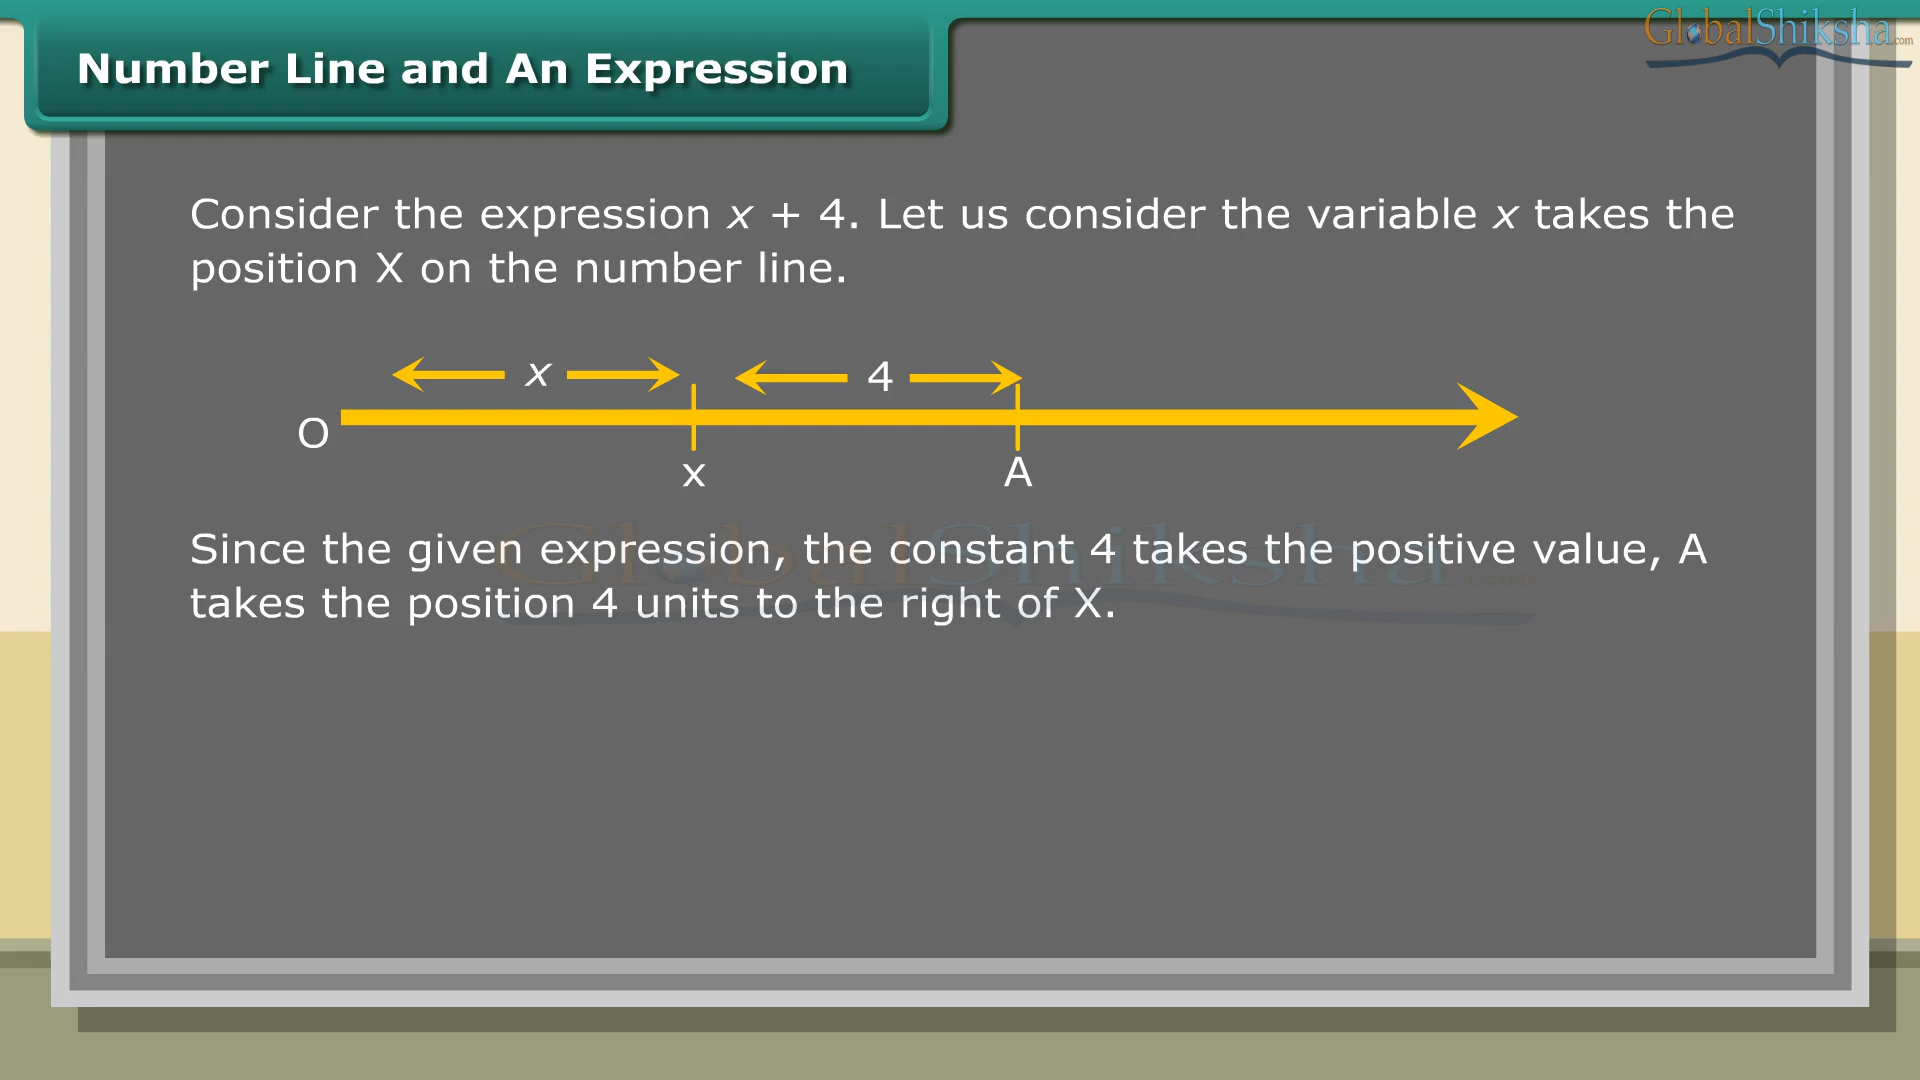 GlobalShiksha.com
Number Line and An Expression
Consider the expression x + 4. Let us consider the variable x takes the
position X on the number line.
x 4
O
x A
Since the given expression, the constant 4 takes the positive value, A
takes the position 4 units to the right of X.
GlobalShiksha.com